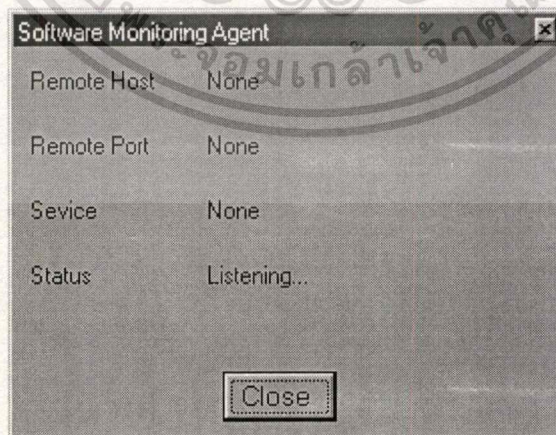 Software Monitoring Agent
Remote Host None
Remote Port None
Sevice None
Status Listening...
Close